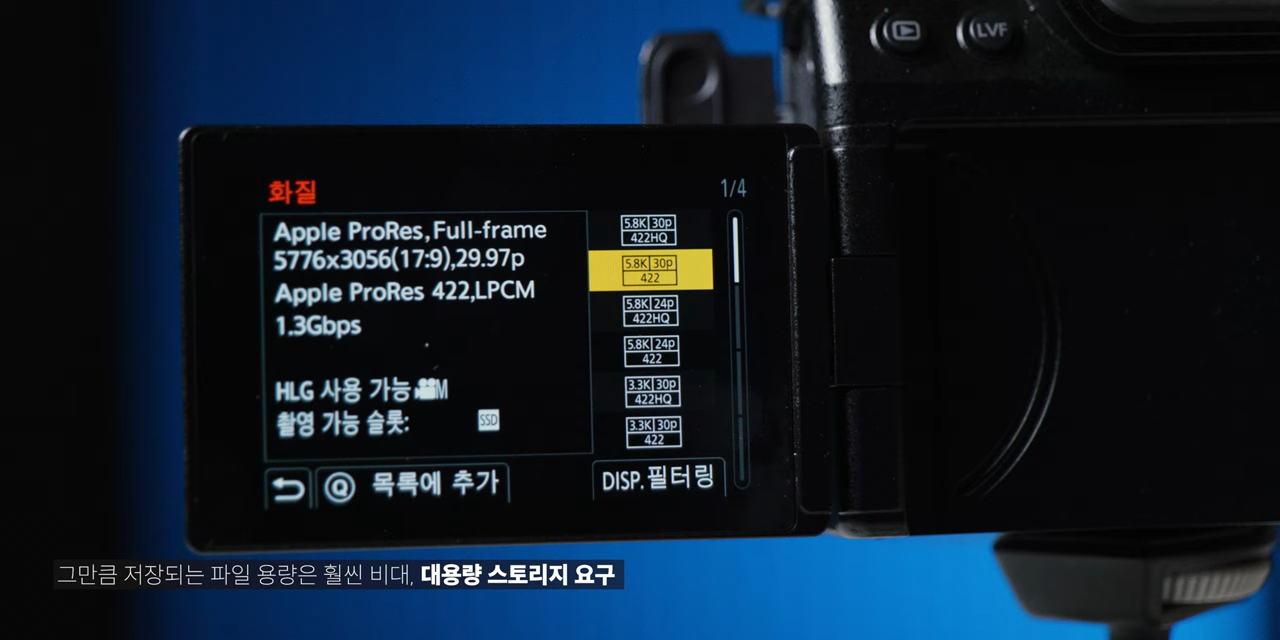 LVF
화질
1/4
Apple ProRes,Full-frame
5776x3056(17:9),29.97p
Apple ProRes 422,LPCM
1.3Gbps
HLG 사용 가능 M
촬영 가능 슬롯: SSD
5.8K 30p
422HQ
5.8K 30p
422
5.8K 24p
422HQ
5.8K 24p
422
3.3K 30p
422HQ
3.3K 30p
422
Q 목록에 추가
DISP.필터링
그만큼 저장되는 파일 용량은 훨씬 비대, 대용량 스토리지 요구